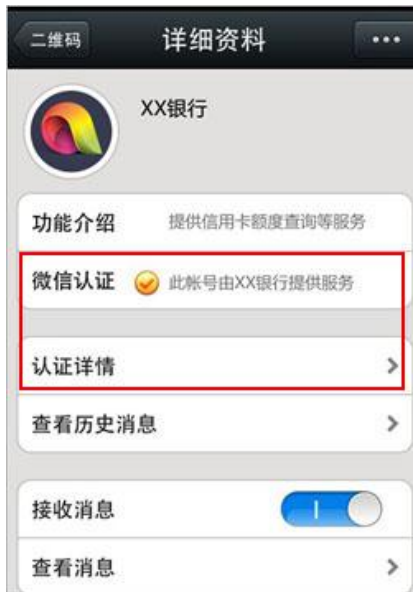 二维码 详细资料
XX银行
功能介绍 提供信用卡额度查询等服务
微信认证 此帐号由XX银行提供服务
认证详情
查看历史消息
接收消息
查看消息